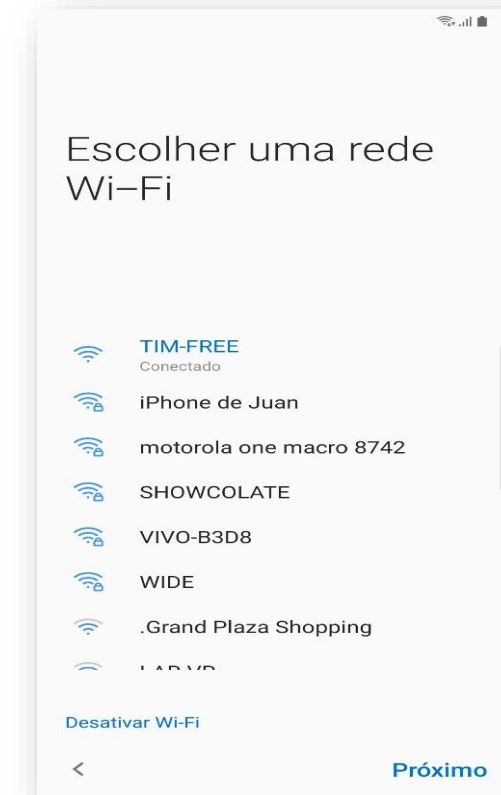 Escolher uma rede
Wi–Fi
TIM-FREE
Conectado
iPhone de Juan
motorola one macro 8742
SHOWCOLATE
VIVO-B3D8
WIDE
.Grand Plaza Shopping
Desativar Wi-Fi
Próximo